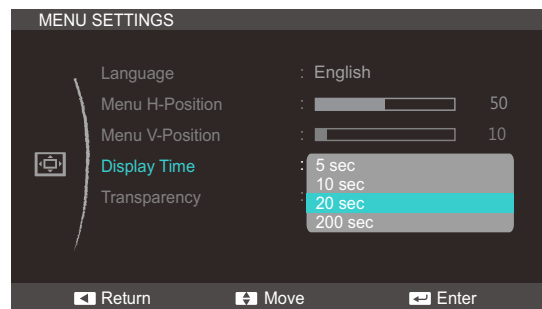 MENU SETTINGS
Language : English
Menu H-Position : 50
Menu V-Position : 10
Display Time : 5 sec
10 sec
20 sec
Transparency : 200 sec
Return Move Enter